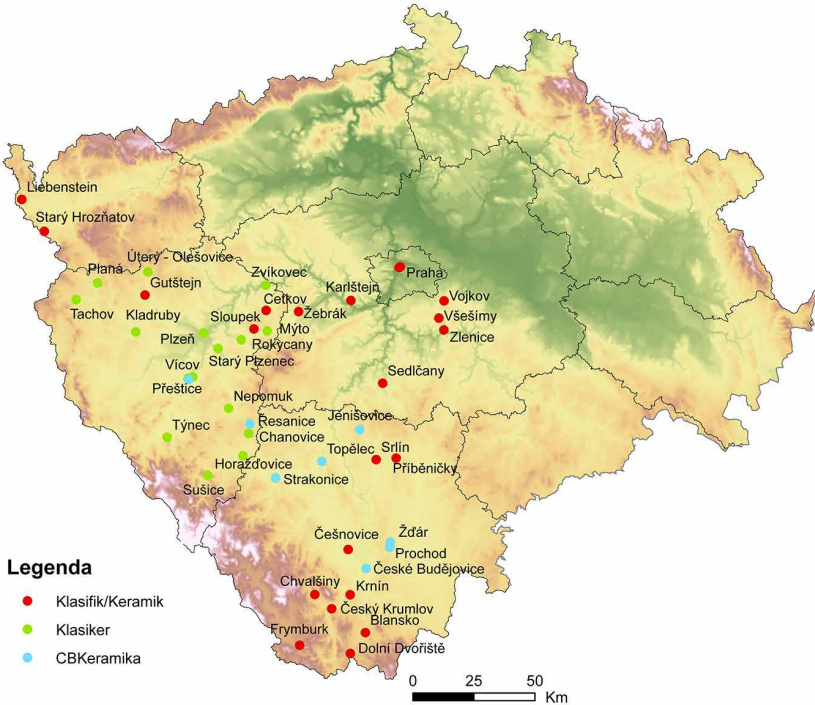 Liebenstein
Starý Hrozňatov
Úterý - Olešovice
Planá
Gutštejn
Zvíkovec
Karlštejn
Praha
Tachov
Kladruby
Sloupek
Cetkov
Žebrák
Vojkov
Všešímy
Plzeň
Mýto
Rokycany
Zlenice
Starý Plzenec
Vícov
Přeštice
Sedlčany
Nepomuk
Týnec
Řesanice
Chanovice
Jenišovice
Topělec
Srlín
Příběničky
Horažďovice
Sušice
Strakonice
Češnovice
Žďár
Prochod
České Budějovice
Chvalšiny
Krnín
Český Krumlov
Blansko
Frymburk
Dolní Dvořiště
Legenda
Klasifik/Keramik
Klasiker
CBKeramika
0 25 50
Km